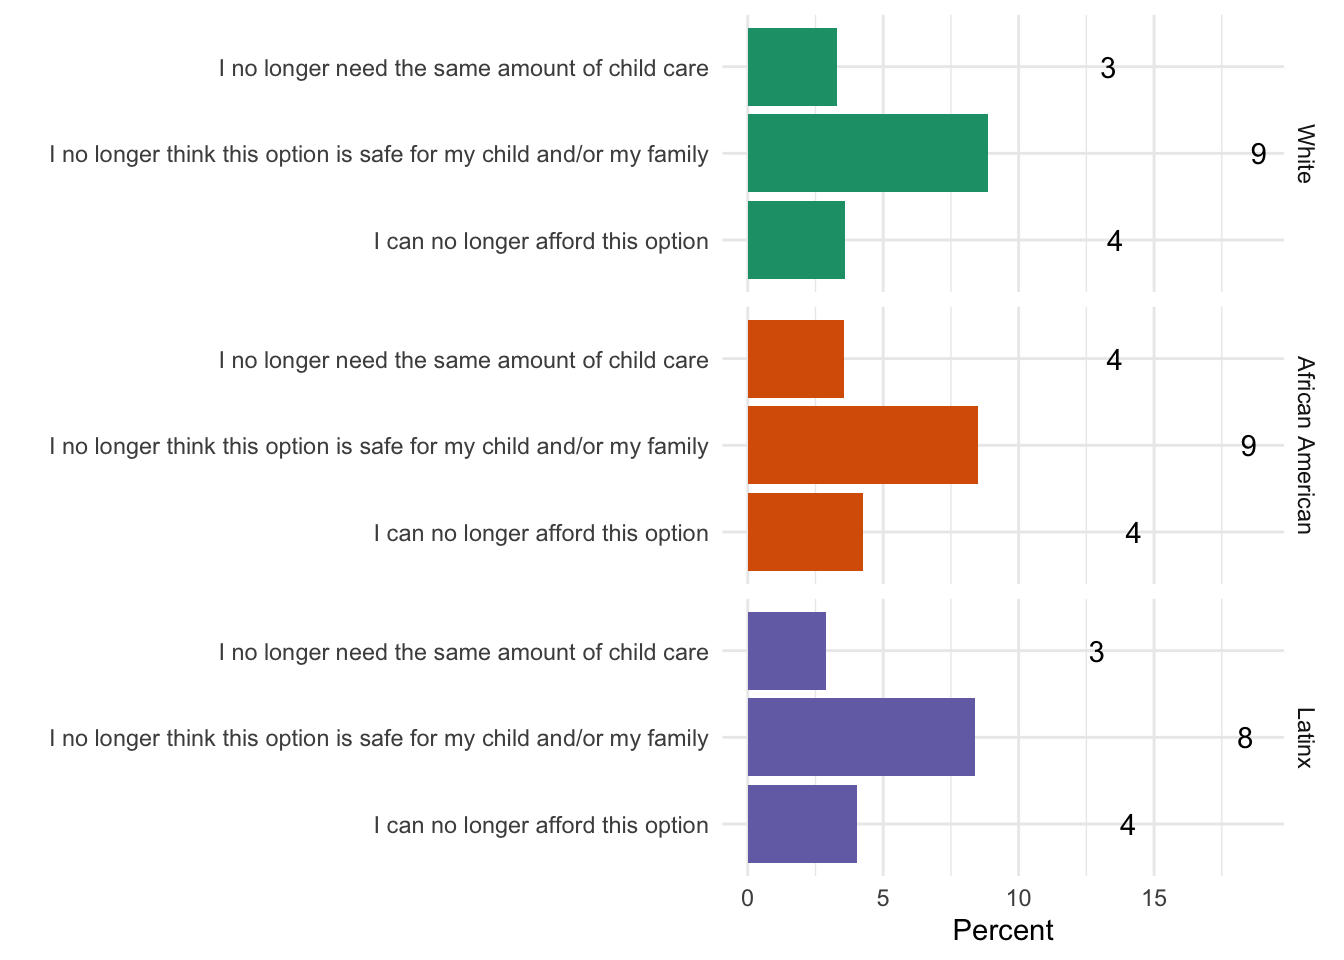 I no longer need the same amount of child care 3
I no longer think this option is safe for my child and/or my family 9
I can no longer afford this option 4
White
I no longer need the same amount of child care 4
I no longer think this option is safe for my child and/or my family 9
I can no longer afford this option 4
African American
I no longer need the same amount of child care 3
I no longer think this option is safe for my child and/or my family 8
I can no longer afford this option 4
Latinx
0 5 10 15
Percent